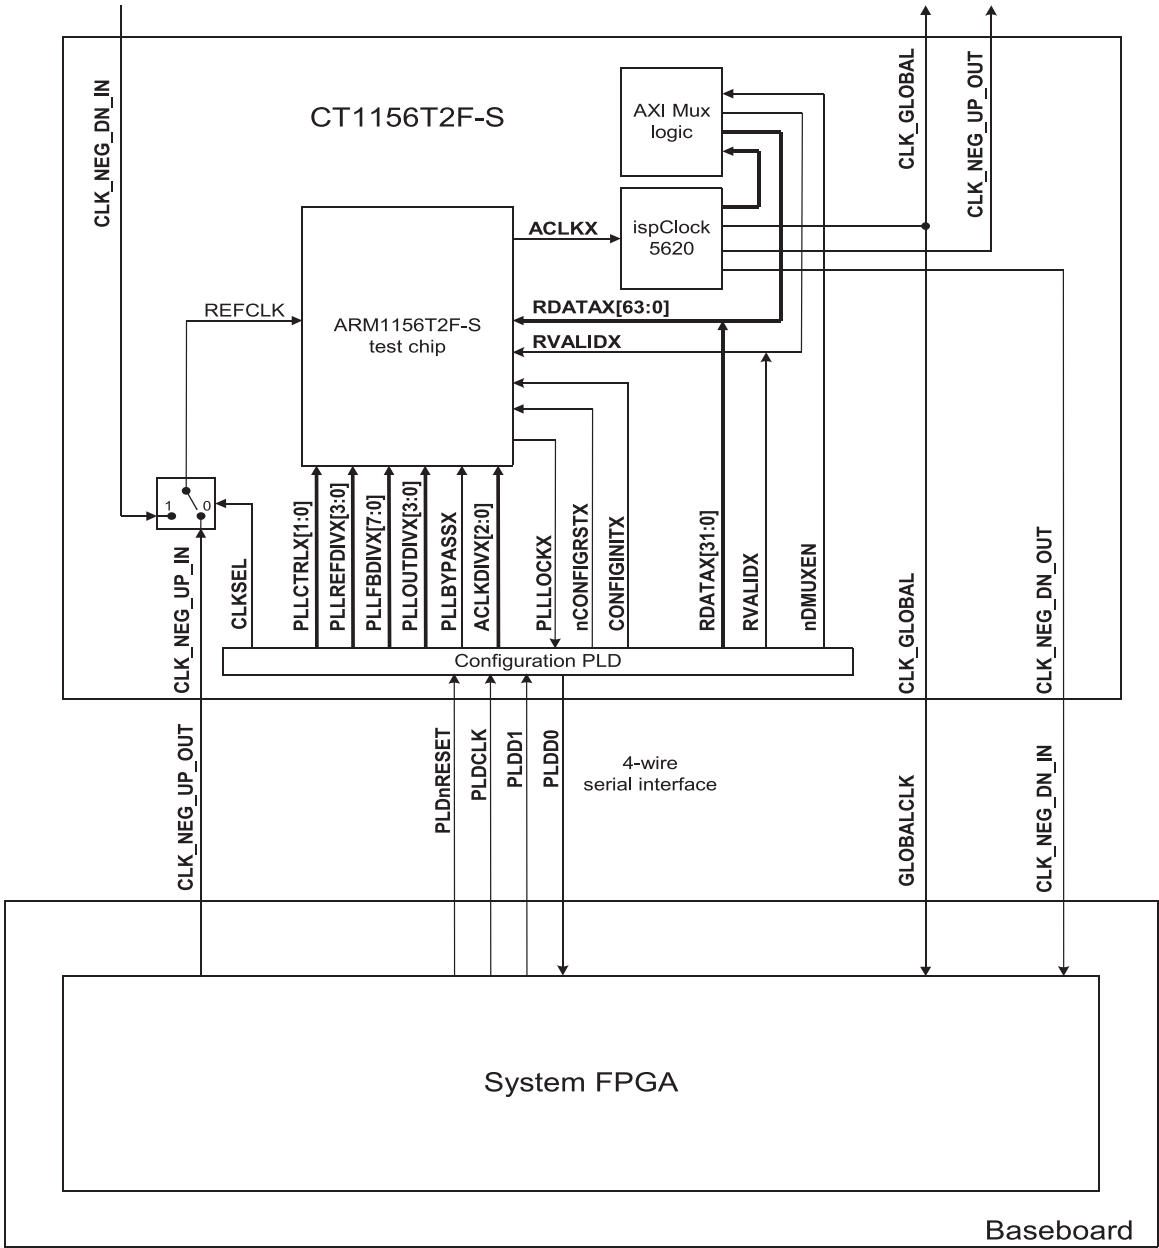 CLK_NEG_DN_IN
CT1156T2F-S
AXI Mux
logic
CLK_GLOBAL
CLK_NEG_UP_OUT
ispClock
5620
ACLKX
REFCLK
ARM1156T2F-S
test chip
RDATAX[63:0]
RVALIDX
1
0
CLK_NEG_UP_IN
CLKSEL
PLLCTRLX[1:0]
PLLREFDIVX[3:0]
PLLFBDIVX[7:0]
PLLOUTDIVX[3:0]
PLLBYPASSX
ACLKDIVX[2:0]
PLLLOCKX
nCONFIGRSTX
CONFIGINITX
RDATAX[31:0]
RVALIDX
nDMUXEN
CLK_GLOBAL
CLK_NEG_DN_OUT
Configuration PLD
CLK_NEG_UP_OUT
PLDnRESET
PLDCLK
PLDD1
PLDD0
4-wire
serial interface
GLOBALCLK
CLK_NEG_DN_IN
System FPGA
Baseboard